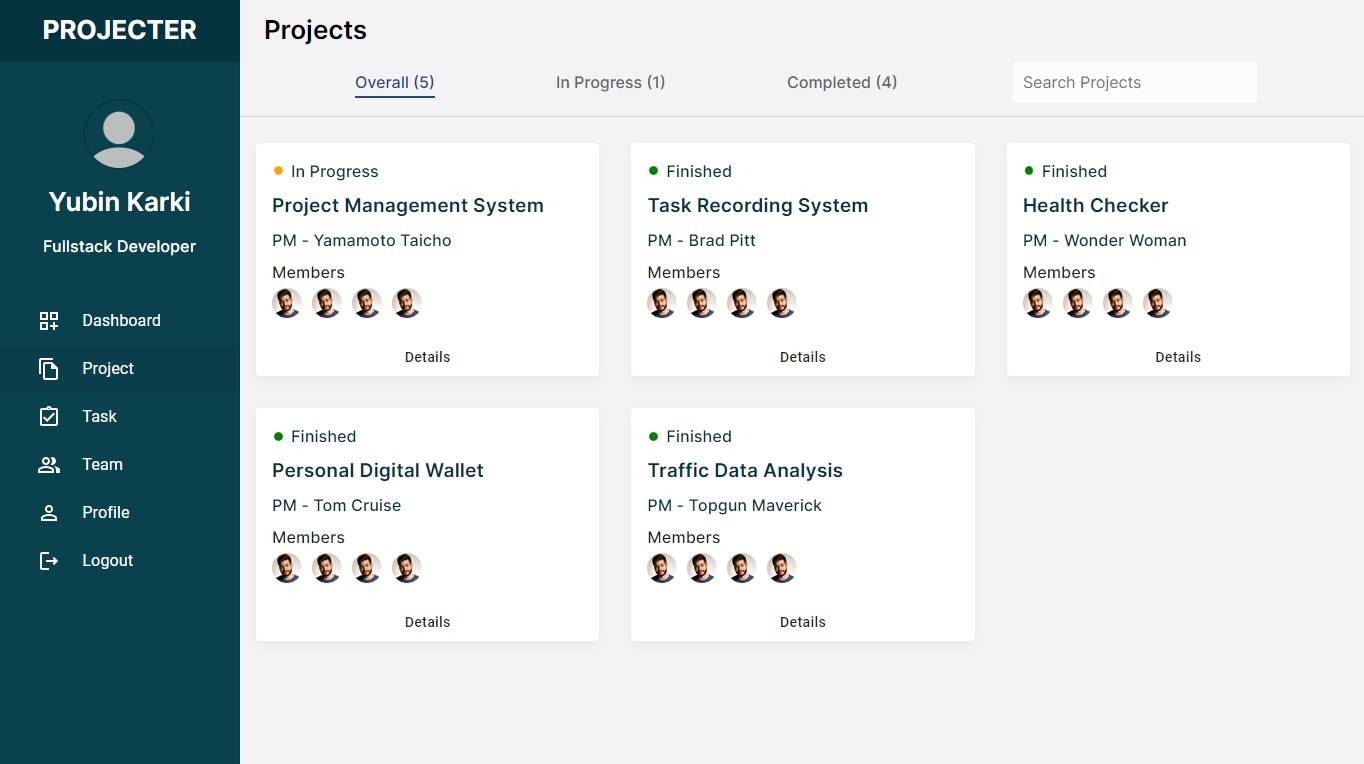 PROJECTER
Yubin Karki
Fullstack Developer
Dashboard
Project
Task
Team
Profile
Logout
Projects
Overall (5)
In Progress (1)
Completed (4)
Search Projects
In Progress
Project Management System
PM - Yamamoto Taicho
Members
Details
Finished
Task Recording System
PM - Brad Pitt
Members
Details
Finished
Health Checker
PM - Wonder Woman
Members
Details
Finished
Personal Digital Wallet
PM - Tom Cruise
Members
Details
Finished
Traffic Data Analysis
PM - Topgun Maverick
Members
Details